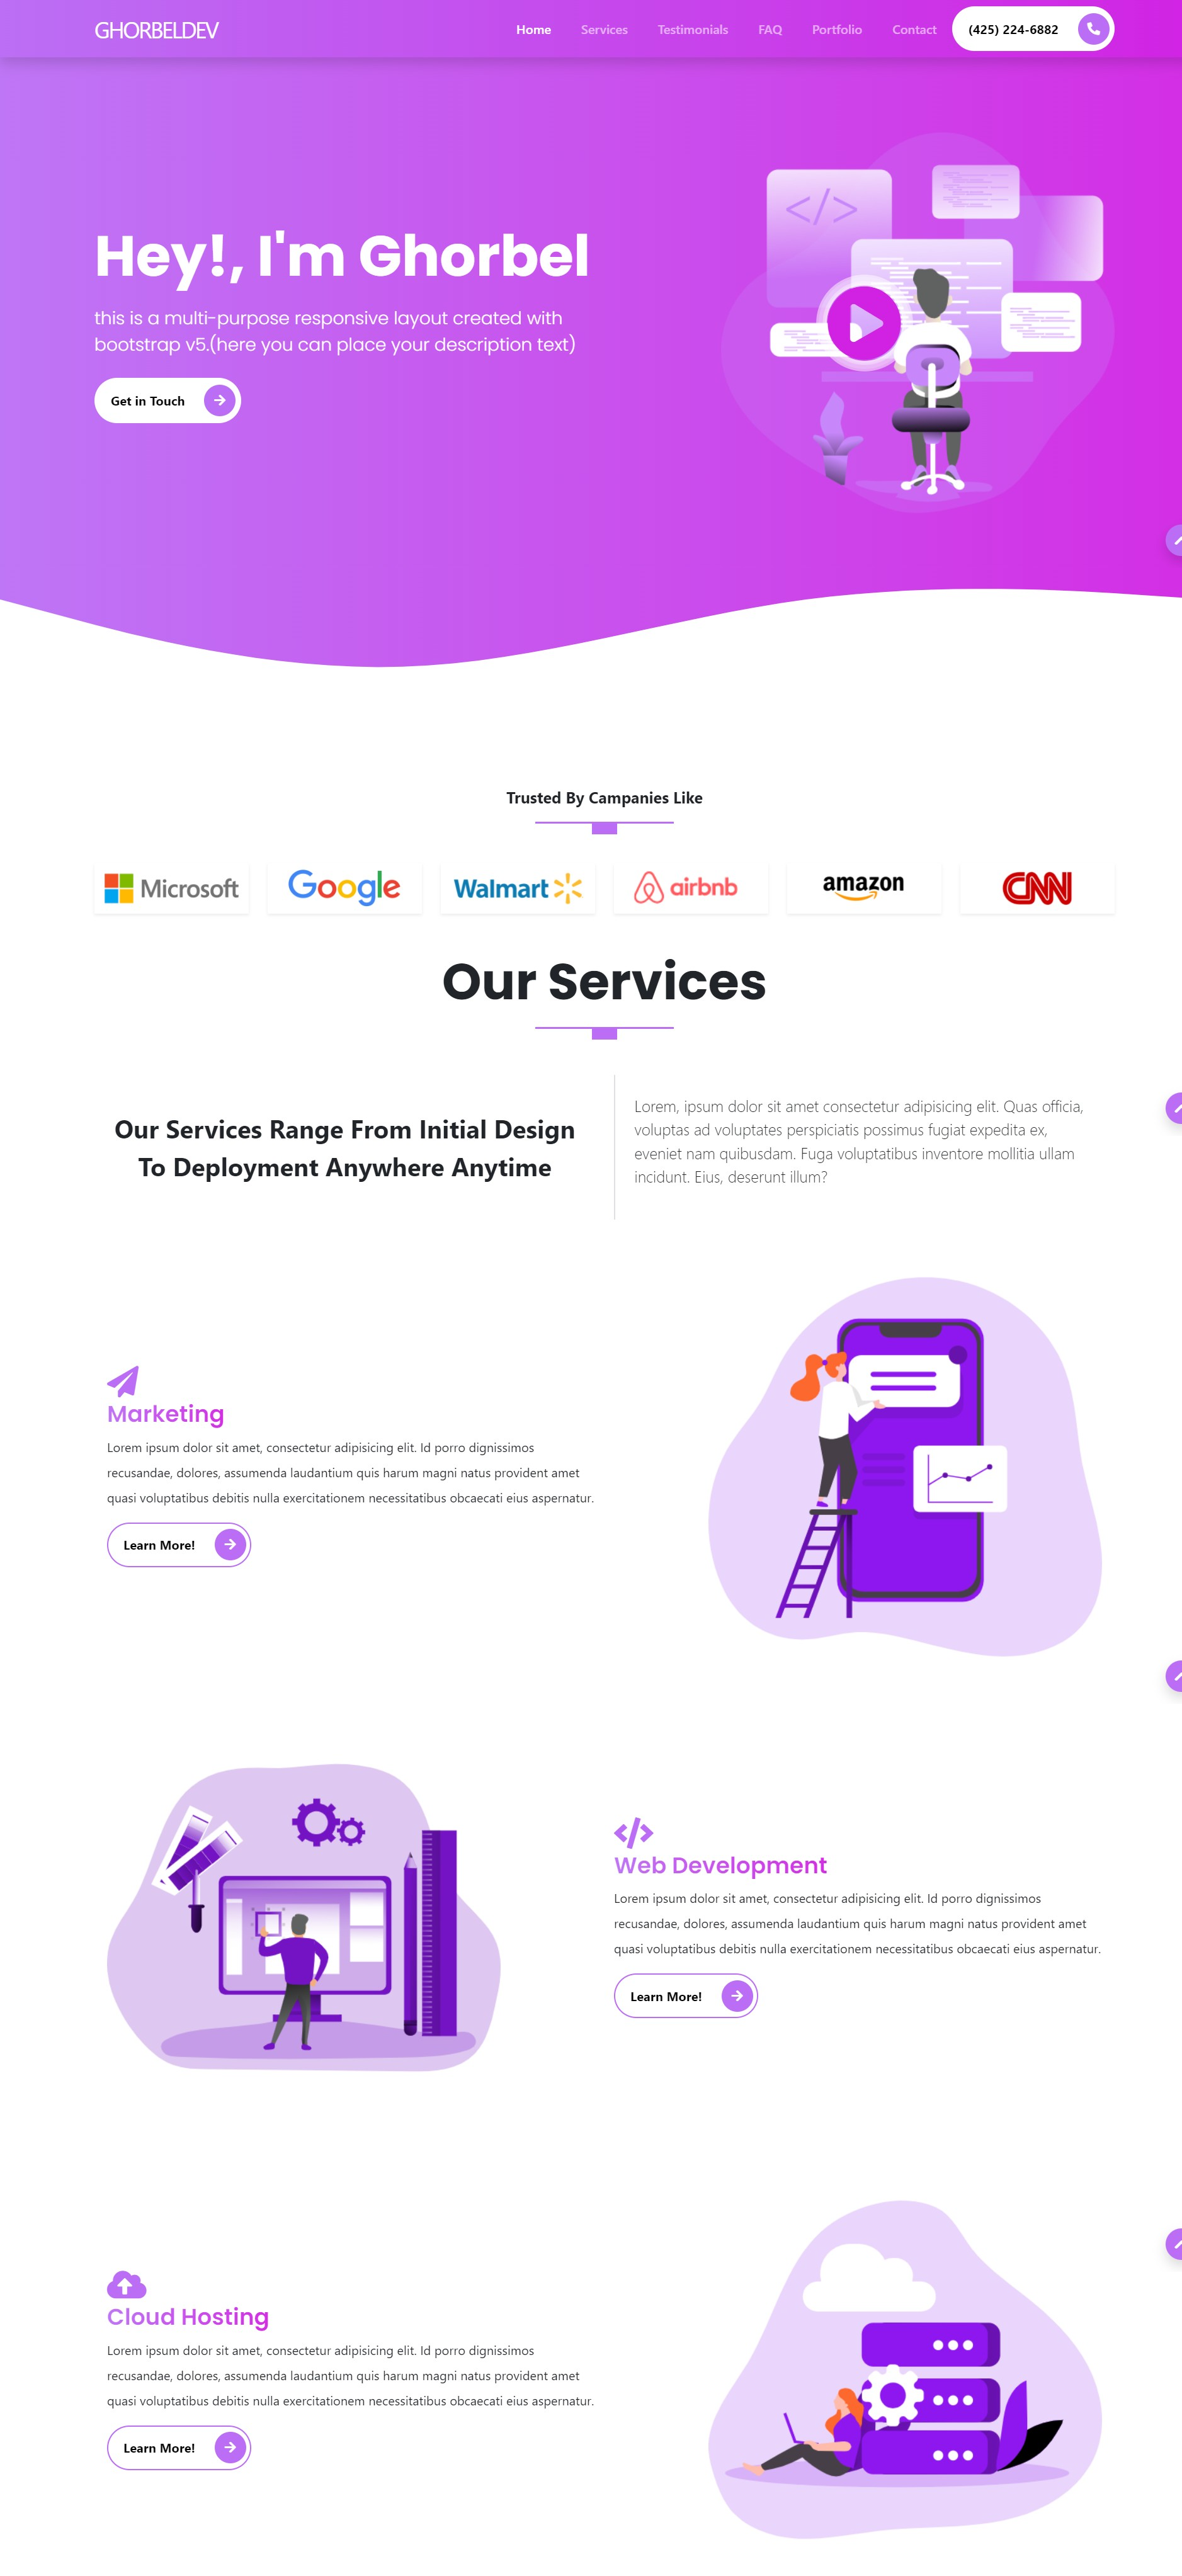 GHORBELDEV
Home Services Testimonials FAQ Portfolio Contact (425) 224-6882
Hey!, I'm Ghorbel
this is a multi-purpose responsive layout created with
bootstrap v5.(here you can place your description text)
Get in Touch
</>
Trusted By Campanies Like
Microsoft Google Walmart airbnb amazon CNN
Our Services
Our Services Range From Initial Design
To Deployment Anywhere Anytime
Lorem, ipsum dolor sit amet consectetur adipisicing elit. Quas officia,
voluptas ad voluptates perspiciatis possimus fugiat expedita ex,
eveniet nam quibusdam. Fuga voluptatibus inventore mollitia ullam
incidunt. Eius, deserunt illum?
Marketing
Lorem ipsum dolor sit amet, consectetur adipisicing elit. Id porro dignissimos
recusandae, dolores, assumenda laudantium quis harum magni natus provident amet
quasi voluptatibus debitis nulla exercitationem necessitatibus obcaecati eius aspernatur.
Learn More!
Web Development
Lorem ipsum dolor sit amet, consectetur adipisicing elit. Id porro dignissimos
recusandae, dolores, assumenda laudantium quis harum magni natus provident amet
quasi voluptatibus debitis nulla exercitationem necessitatibus obcaecati eius aspernatur.
Learn More!
Cloud Hosting
Lorem ipsum dolor sit amet, consectetur adipisicing elit. Id porro dignissimos
recusandae, dolores, assumenda laudantium quis harum magni natus provident amet
quasi voluptatibus debitis nulla exercitationem necessitatibus obcaecati eius aspernatur.
Learn More!